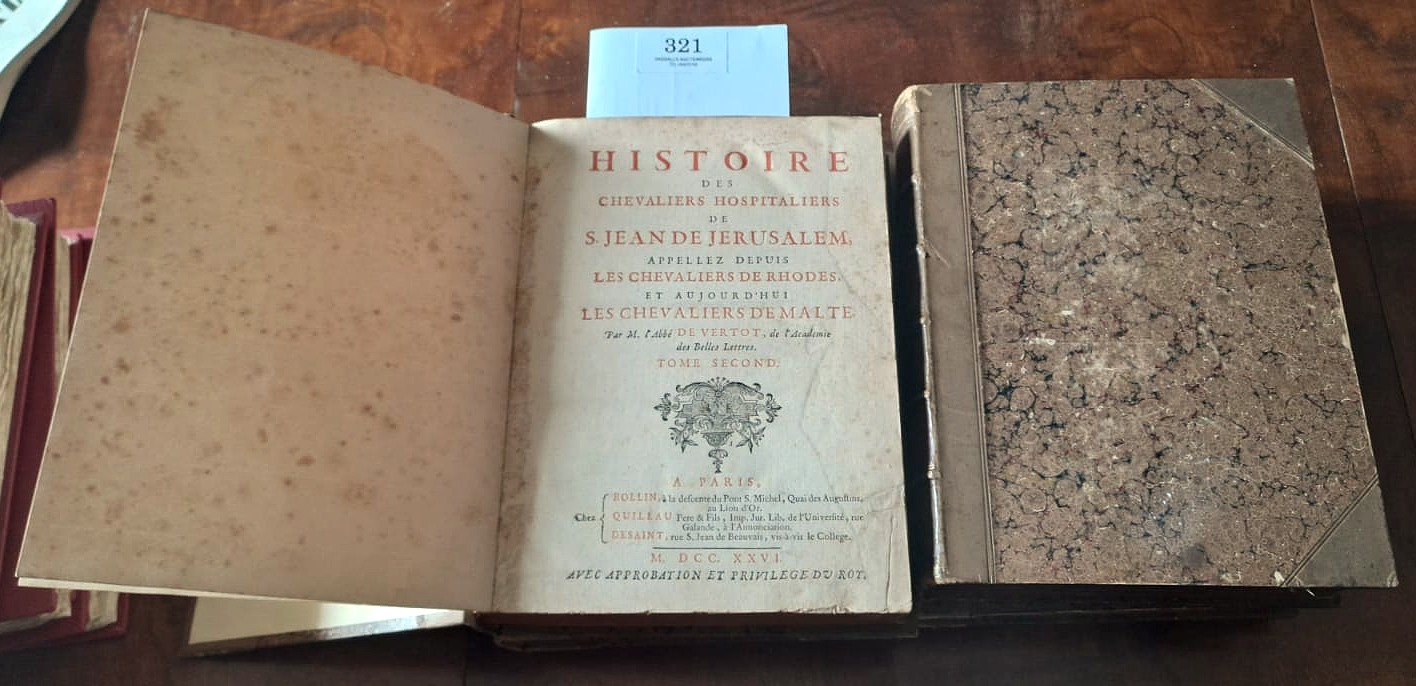 321
HISTOIRE
DES
CHEVALIERS HOSPITALIERS
DE
S. JEAN DE JERUSALEM,
APPELLEZ DEPUIS
LES CHEVALIERS DE RHODES,
ET AUJOURD'HUI
LES CHEVALIERS DE MALTE.
Par M. l'Abbé DE VERTOT, de l'Academie
des Belles Lettres.
TOME SECOND.
A PARIS,
Chez
ROLLIN, à la descente du Pont S. Michel, Quai des Augustins,
au Lion d'Or.
QUILLAU Pere & Fils, Imp. Jur. Lib. de l'Université, rue
Galande, à l'Annonciation.
DESAINT, rue S. Jean de Beauvais, vis-à-vis le College.
M. DCC. XXVI.
AVEC APPROBATION ET PRIVILEGE DU ROY.